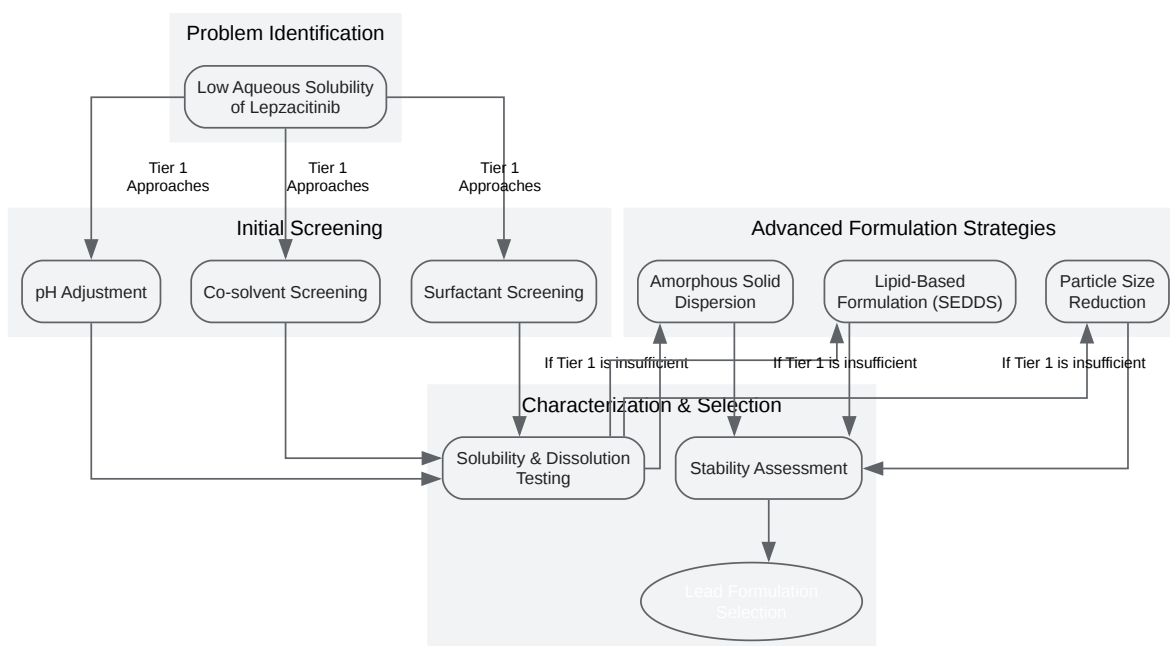 Problem Identification
Low Aqueous Solubility
of Lepzacitinib
Tier 1
Approaches
Tier 1
Approaches
Tier 1
Approaches
Initial Screening
pH Adjustment
Co-solvent Screening
Surfactant Screening
Advanced Formulation Strategies
Amorphous Solid
Dispersion
Lipid-Based
Formulation (SEDDS)
Particle Size
Reduction
If Tier 1 is insufficient
If Tier 1 is insufficient
If Tier 1 is insufficient
Characterization & Selection
Solubility & Dissolution
Testing
Stability Assessment
Lead Formulation
Selection